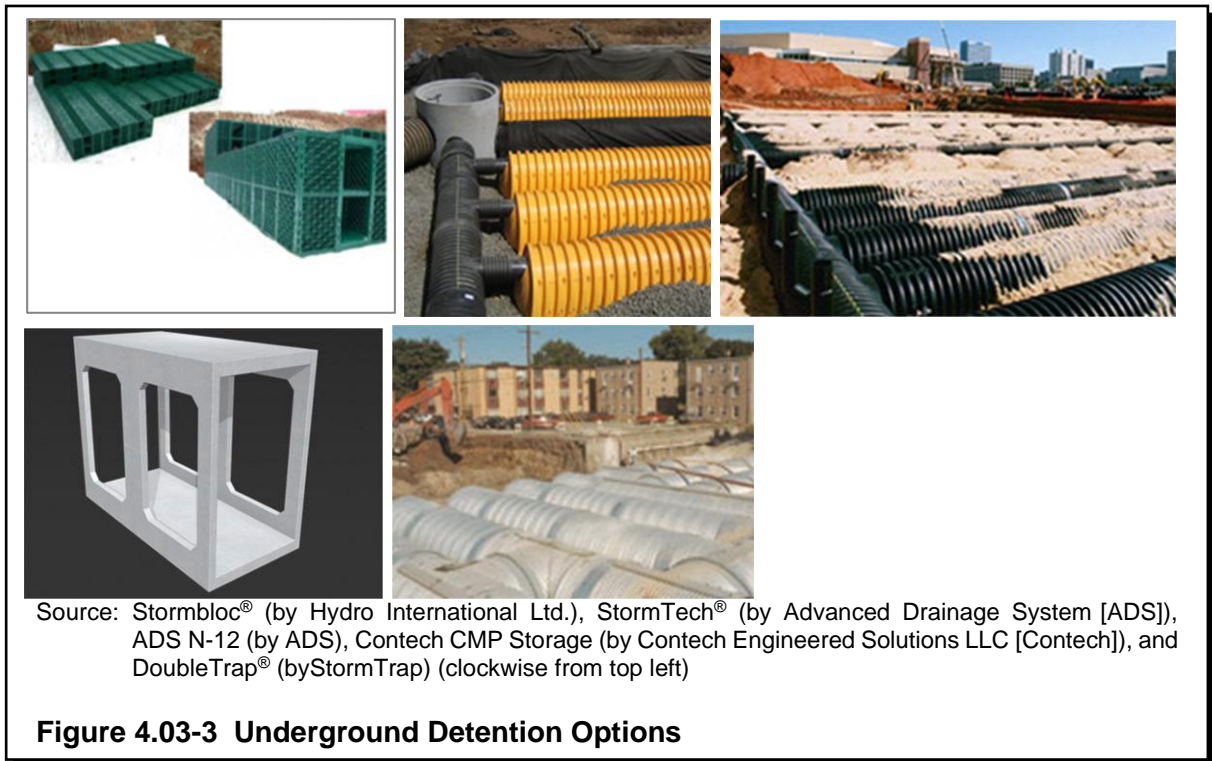 Source: Stormbloc® (by Hydro International Ltd.), StormTech® (by Advanced Drainage System [ADS]),
ADS N-12 (by ADS), Contech CMP Storage (by Contech Engineered Solutions LLC [Contech]), and
DoubleTrap® (byStormTrap) (clockwise from top left)
Figure 4.03-3 Underground Detention Options